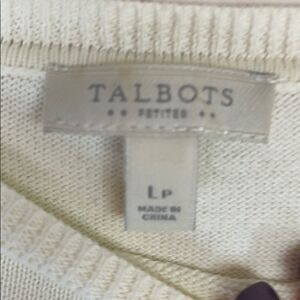 TALBOTS
PETITES
LP
MADE IN
CHINA